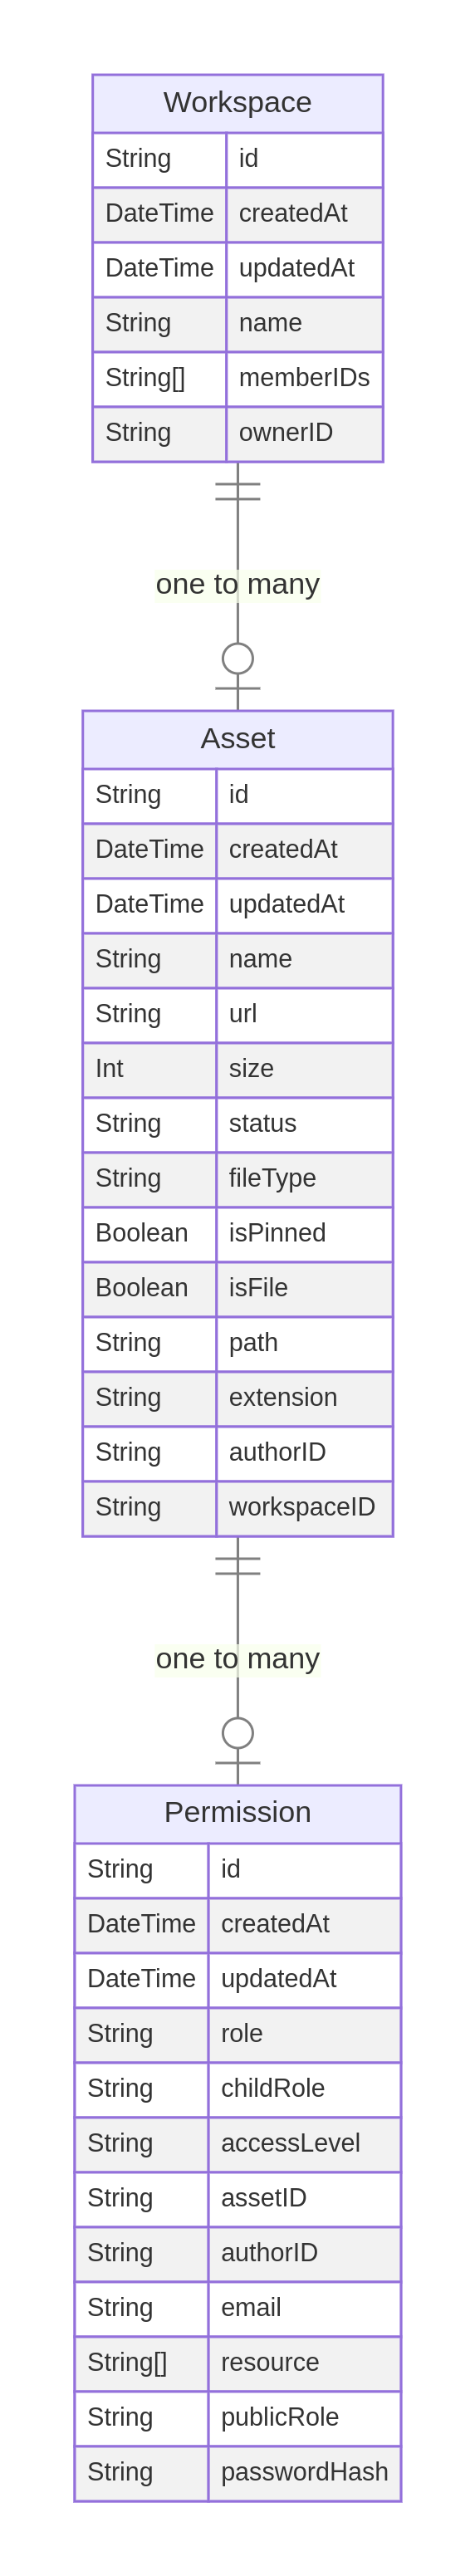 Workspace
String id
DateTime createdAt
DateTime updatedAt
String name
String[] memberIDs
String ownerID
one to many
Asset
String id
DateTime createdAt
DateTime updatedAt
String name
String url
Int size
String status
String fileType
Boolean isPinned
Boolean isFile
String path
String extension
String authorID
String workspaceID
one to many
Permission
String id
DateTime createdAt
DateTime updatedAt
String role
String childRole
String accessLevel
String assetID
String authorID
String email
String[] resource
String publicRole
String passwordHash